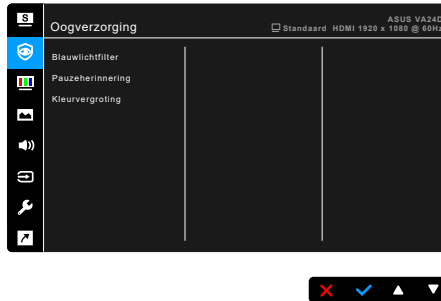 S
Oogverzorging
ASUS VA24D
Standaard HDMI 1920 x 1080 @ 60Hz
Blauwlichtfilter
Pauzeherinnering
Kleurvergroting